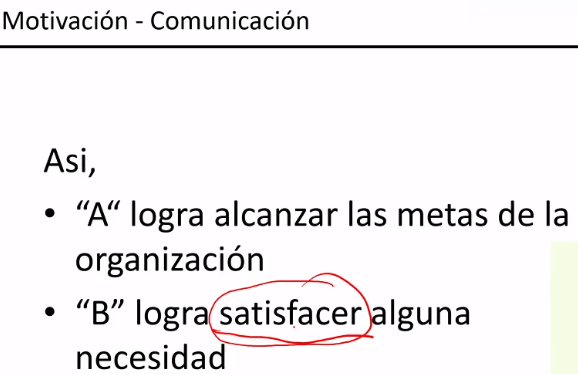 Motivación - Comunicación
Asi,
• “A“ logra alcanzar las metas de la
organización
• “B” logra satisfacer alguna
necesidad